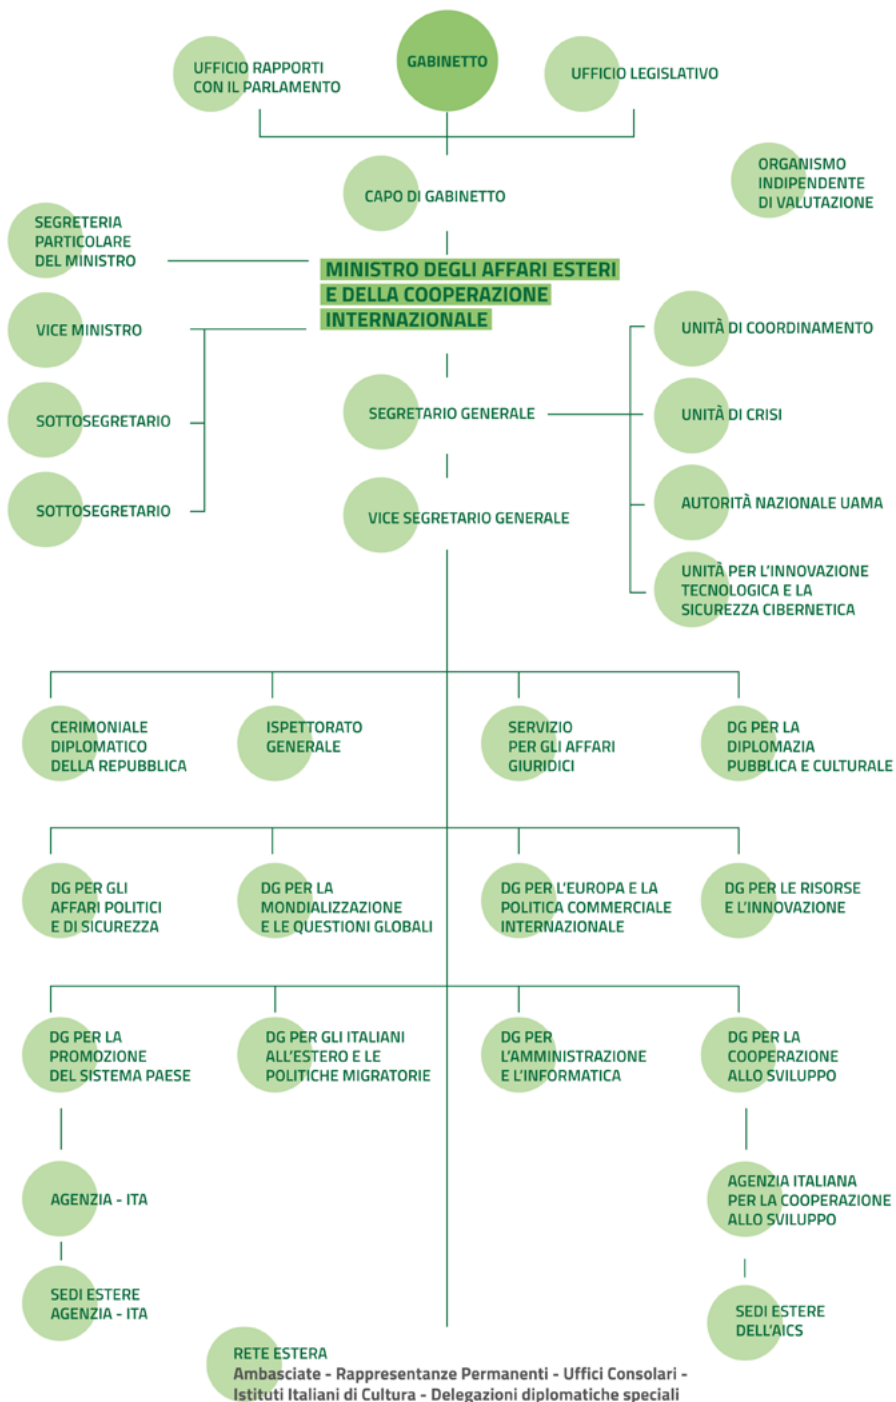 GABINETTO
UFFICIO RAPPORTI
CON IL PARLAMENTO
UFFICIO LEGISLATIVO
CAPO DI GABINETTO
ORGANISMO
INDIPENDENTE
DI VALUTAZIONE
SEGRETERIA
PARTICOLARE
DEL MINISTRO
MINISTRO DEGLI AFFARI ESTERI
E DELLA COOPERAZIONE
INTERNAZIONALE
VICE MINISTRO
SOTTOSEGRETARIO
SOTTOSEGRETARIO
SEGRETARIO GENERALE
VICE SEGRETARIO GENERALE
UNITÀ DI COORDINAMENTO
UNITÀ DI CRISI
AUTORITÀ NAZIONALE UAMA
UNITÀ PER L'INNOVAZIONE
TECNOLOGICA E LA
SICUREZZA CIBERNETICA
CERIMONIALE
DIPLOMATICO
DELLA REPUBBLICA
ISPETTORATO
GENERALE
SERVIZIO
PER GLI AFFARI
GIURIDICI
DG PER LA
DIPLOMAZIA
PUBBLICA E CULTURALE
DG PER GLI
AFFARI POLITICI
E DI SICUREZZA
DG PER LA
MONDIALIZZAZIONE
E LE QUESTIONI GLOBALI
DG PER L'EUROPA E LA
POLITICA COMMERCIALE
INTERNAZIONALE
DG PER LE RISORSE
E L'INNOVAZIONE
DG PER LA
PROMOZIONE
DEL SISTEMA PAESE
DG PER GLI ITALIANI
ALL'ESTERO E LE
POLITICHE MIGRATORIE
DG PER
L'AMMINISTRAZIONE
E L'INFORMATICA
DG PER LA
COOPERAZIONE
ALLO SVILUPPO
AGENZIA - ITA
AGENZIA ITALIANA
PER LA COOPERAZIONE
ALLO SVILUPPO
SEDI ESTERE
AGENZIA - ITA
SEDI ESTERE
DELL'AICS
RETE ESTERA
Ambasciate - Rappresentanze Permanenti - Uffici Consolari -
Istituti Italiani di Cultura - Delegazioni diplomatiche speciali